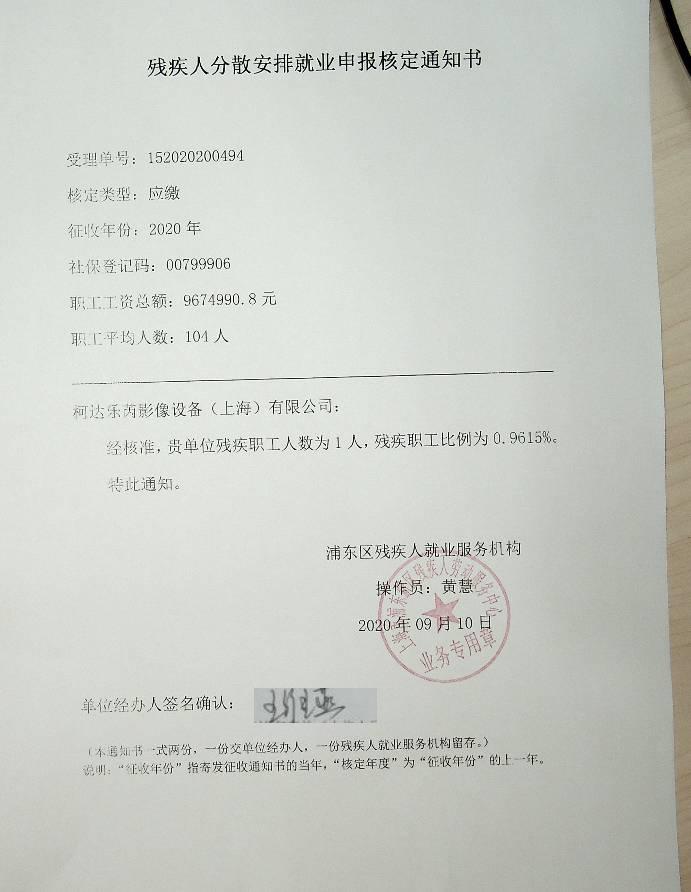 残疾人分散安排就业申报核定通知书
受理单号：152020200494
核定类型：应缴
征收年份：2020 年
社保登记码：00799906
职工工资总额：9674990.8 元
职工平均人数：104 人
柯达乐芮影像设备（上海）有限公司：
经核准，贵单位残疾职工人数为 1 人，残疾职工比例为 0.9615%。
特此通知。
浦东区残疾人就业服务机构
操作员：黄慧
2020 年 09 月 10 日
上海市浦东新区残疾人劳动服务中心
业务专用章
单位经办人签名确认：
（本通知书一式两份，一份交单位经办人，一份残疾人就业服务机构留存。）
说明：“征收年份”指寄发征收通知书的当年，“核定年度”为“征收年份”的上一年。